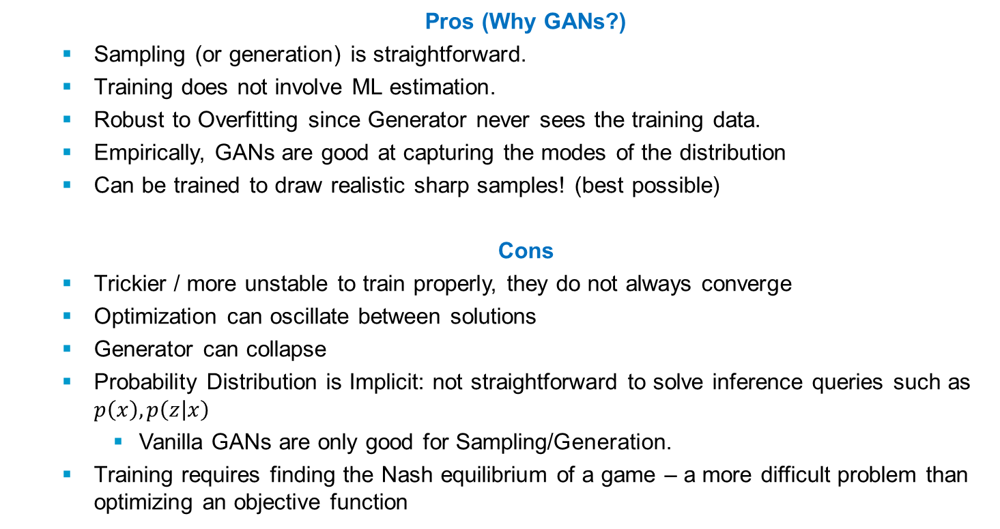 Pros (Why GANs?)
▪ Sampling (or generation) is straightforward.
▪ Training does not involve ML estimation.
▪ Robust to Overfitting since Generator never sees the training data.
▪ Empirically, GANs are good at capturing the modes of the distribution
▪ Can be trained to draw realistic sharp samples! (best possible)
Cons
▪ Trickier / more unstable to train properly, they do not always converge
▪ Optimization can oscillate between solutions
▪ Generator can collapse
▪ Probability Distribution is Implicit: not straightforward to solve inference queries such as
𝑝(𝑥),𝑝(𝑧|𝑥)
▪ Vanilla GANs are only good for Sampling/Generation.
▪ Training requires finding the Nash equilibrium of a game – a more difficult problem than
optimizing an objective function